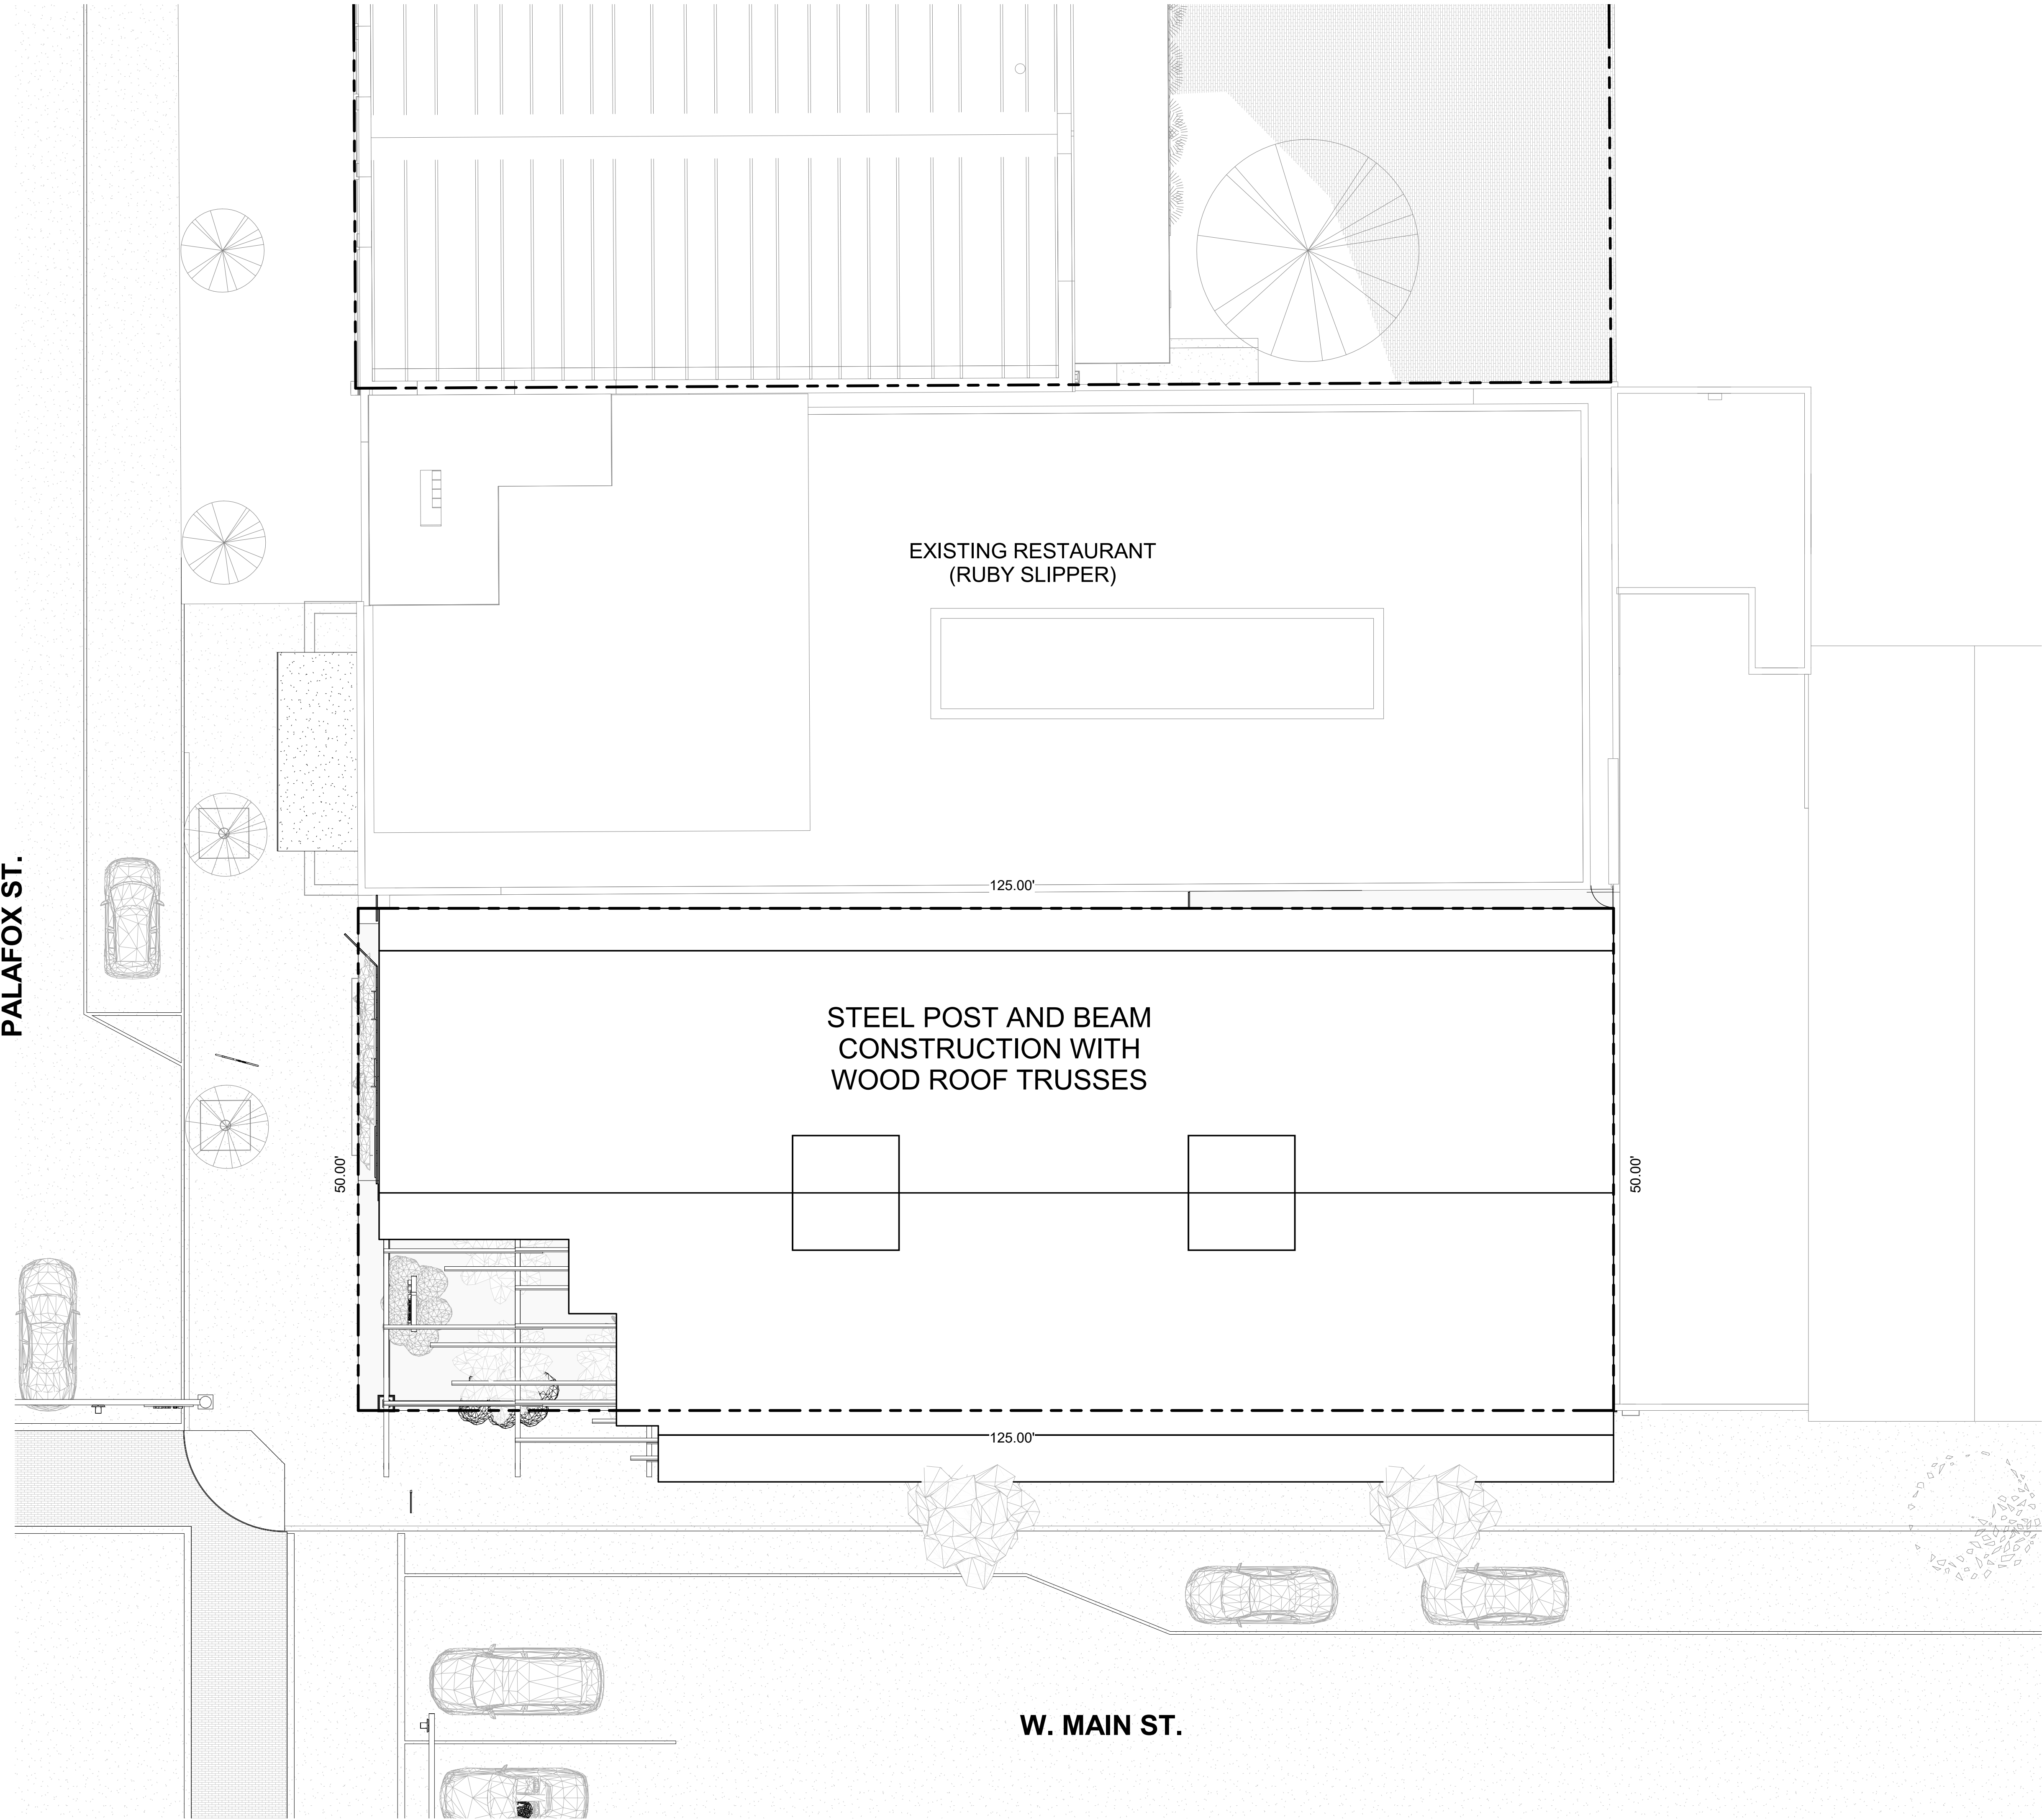 EXISTING RESTAURANT
(RUBY SLIPPER)
125.00'
PALAFOX ST.
STEEL POST AND BEAM
CONSTRUCTION WITH
WOOD ROOF TRUSSES
50.00'
50.00'
125.00'
W. MAIN ST.